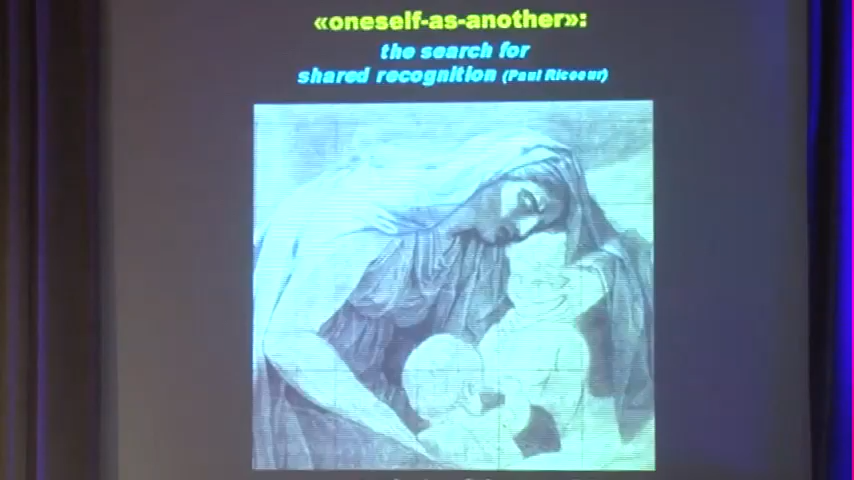 «oneself-as-another»:
the search for
shared recognition (Paul Ricoeur)